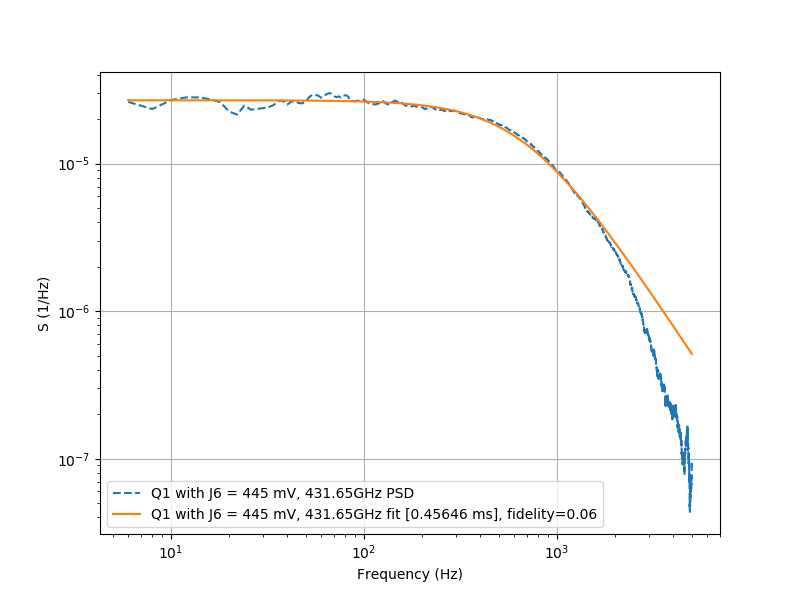 10⁻⁵
10⁻⁶
10⁻⁷
S (1/Hz)
Q1 with J6 = 445 mV, 431.65GHz PSD
Q1 with J6 = 445 mV, 431.65GHz fit [0.45646 ms], fidelity=0.06
10¹ 10² 10³
Frequency (Hz)